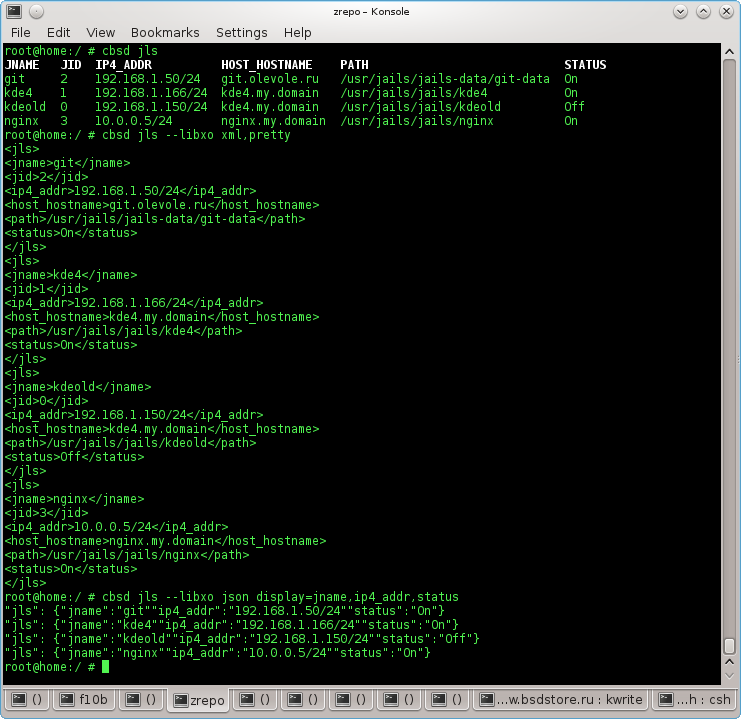 zrepo – Konsole
File Edit View Bookmarks Settings Help
root@home:/ # cbsd jls
JNAME JID IP4_ADDR HOST_HOSTNAME PATH STATUS
git 2 192.168.1.50/24 git.olevole.ru /usr/jails/jails-data/git-data On
kde4 1 192.168.1.166/24 kde4.my.domain /usr/jails/jails/kde4 On
kdeold 0 192.168.1.150/24 kde4.my.domain /usr/jails/jails/kdeold Off
nginx 3 10.0.0.5/24 nginx.my.domain /usr/jails/jails/nginx On
root@home:/ # cbsd jls --libxo xml,pretty
<jls>
<jname>git</jname>
<jid>2</jid>
<ip4_addr>192.168.1.50/24</ip4_addr>
<host_hostname>git.olevole.ru</host_hostname>
<path>/usr/jails/jails-data/git-data</path>
<status>On</status>
</jls>
<jls>
<jname>kde4</jname>
<jid>1</jid>
<ip4_addr>192.168.1.166/24</ip4_addr>
<host_hostname>kde4.my.domain</host_hostname>
<path>/usr/jails/jails/kde4</path>
<status>On</status>
</jls>
<jls>
<jname>kdeold</jname>
<jid>0</jid>
<ip4_addr>192.168.1.150/24</ip4_addr>
<host_hostname>kde4.my.domain</host_hostname>
<path>/usr/jails/jails/kdeold</path>
<status>Off</status>
</jls>
<jls>
<jname>nginx</jname>
<jid>3</jid>
<ip4_addr>10.0.0.5/24</ip4_addr>
<host_hostname>nginx.my.domain</host_hostname>
<path>/usr/jails/jails/nginx</path>
<status>On</status>
</jls>
root@home:/ # cbsd jls --libxo json display=jname,ip4_addr,status
"jls": {"jname":"git""ip4_addr":"192.168.1.50/24""status":"On"}
"jls": {"jname":"kde4""ip4_addr":"192.168.1.166/24""status":"On"}
"jls": {"jname":"kdeold""ip4_addr":"192.168.1.150/24""status":"Off"}
"jls": {"jname":"nginx""ip4_addr":"10.0.0.5/24""status":"On"}
root@home:/ #
() f10b () zrepo () () () () () ...w.bsdstore.ru : kwrite ...h : csh